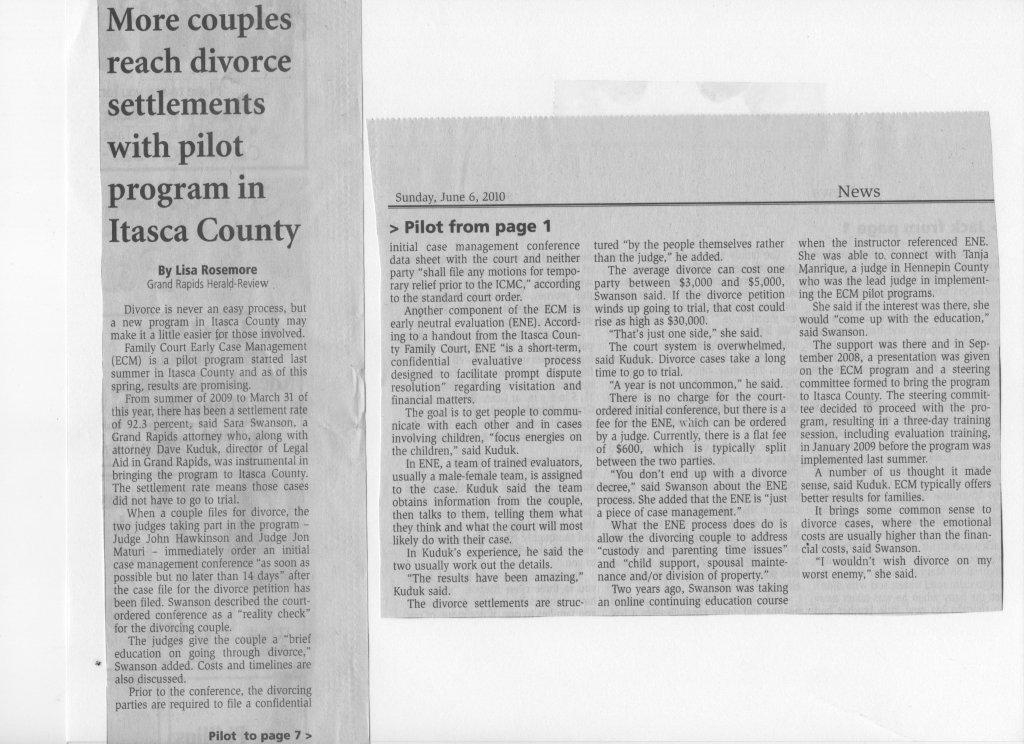 More couples
reach divorce
settlements
with pilot
program in
Itasca County
By Lisa Rosemore
Grand Rapids Herald-Review
Divorce is never an easy process, but
a new program in Itasca County may
make it a little easier for those involved.
Family Court Early Case Management
(ECM) is a pilot program started last
summer in Itasca County and as of this
spring, results are promising.
From summer of 2009 to March 31 of
this year, there has been a settlement rate
of 92.3 percent, said Sara Swanson, a
Grand Rapids attorney who, along with
attorney Dave Kuduk, director of Legal
Aid in Grand Rapids, was instrumental in
bringing the program to Itasca County.
The settlement rate means those cases
did not have to go to trial.
When a couple files for divorce, the
two judges taking part in the program –
Judge John Hawkinson and Judge Jon
Maturi – immediately order an initial
case management conference "as soon as
possible but no later than 14 days" after
the case file for the divorce petition has
been filed. Swanson described the court-
ordered conference as a "reality check"
for the divorcing couple.
The judges give the couple a "brief
education on going through divorce,"
Swanson added. Costs and timelines are
also discussed.
Prior to the conference, the divorcing
parties are required to file a confidential
Pilot to page 7 >
Sunday, June 6, 2010
News
> Pilot from page 1
initial case management conference
data sheet with the court and neither
party "shall file any motions for tempo-
rary relief prior to the ICMC," according
to the standard court order.
Another component of the ECM is
early neutral evaluation (ENE). Accord-
ing to a handout from the Itasca Coun-
ty Family Court, ENE "is a short-term,
confidential evaluative process
designed to facilitate prompt dispute
resolution" regarding visitation and
financial matters.
The goal is to get people to commu-
nicate with each other and in cases
involving children, "focus energies on
the children," said Kuduk.
In ENE, a team of trained evaluators,
usually a male-female team, is assigned
to the case. Kuduk said the team
obtains information from the couple,
then talks to them, telling them what
they think and what the court will most
likely do with their case.
In Kuduk's experience, he said the
two usually work out the details.
"The results have been amazing,"
Kuduk said.
The divorce settlements are struc-
tured "by the people themselves rather
than the judge," he added.
The average divorce can cost one
party between $3,000 and $5,000,
Swanson said. If the divorce petition
winds up going to trial, that cost could
rise as high as $30,000.
"That's just one side," she said.
The court system is overwhelmed,
said Kuduk. Divorce cases take a long
time to go to trial.
"A year is not uncommon," he said.
There is no charge for the court-
ordered initial conference, but there is a
fee for the ENE, which can be ordered
by a judge. Currently, there is a flat fee
of $600, which is typically split
between the two parties.
"You don't end up with a divorce
decree," said Swanson about the ENE
process. She added that the ENE is "just
a piece of case management."
What the ENE process does do is
allow the divorcing couple to address
"custody and parenting time issues"
and "child support, spousal mainte-
nance and/or division of property."
Two years ago, Swanson was taking
an online continuing education course
when the instructor referenced ENE.
She was able to connect with Tanja
Manrique, a judge in Hennepin County
who was the lead judge in implement-
ing the ECM pilot programs.
She said if the interest was there, she
would "come up with the education,"
said Swanson.
The support was there and in Sep-
tember 2008, a presentation was given
on the ECM program and a steering
committee formed to bring the program
to Itasca County. The steering commit-
tee decided to proceed with the pro-
gram, resulting in a three-day training
session, including evaluation training,
in January 2009 before the program was
implemented last summer.
A number of us thought it made
sense, said Kuduk. ECM typically offers
better results for families.
It brings some common sense to
divorce cases, where the emotional
costs are usually higher than the finan-
cial costs, said Swanson.
"I wouldn't wish divorce on my
worst enemy," she said.